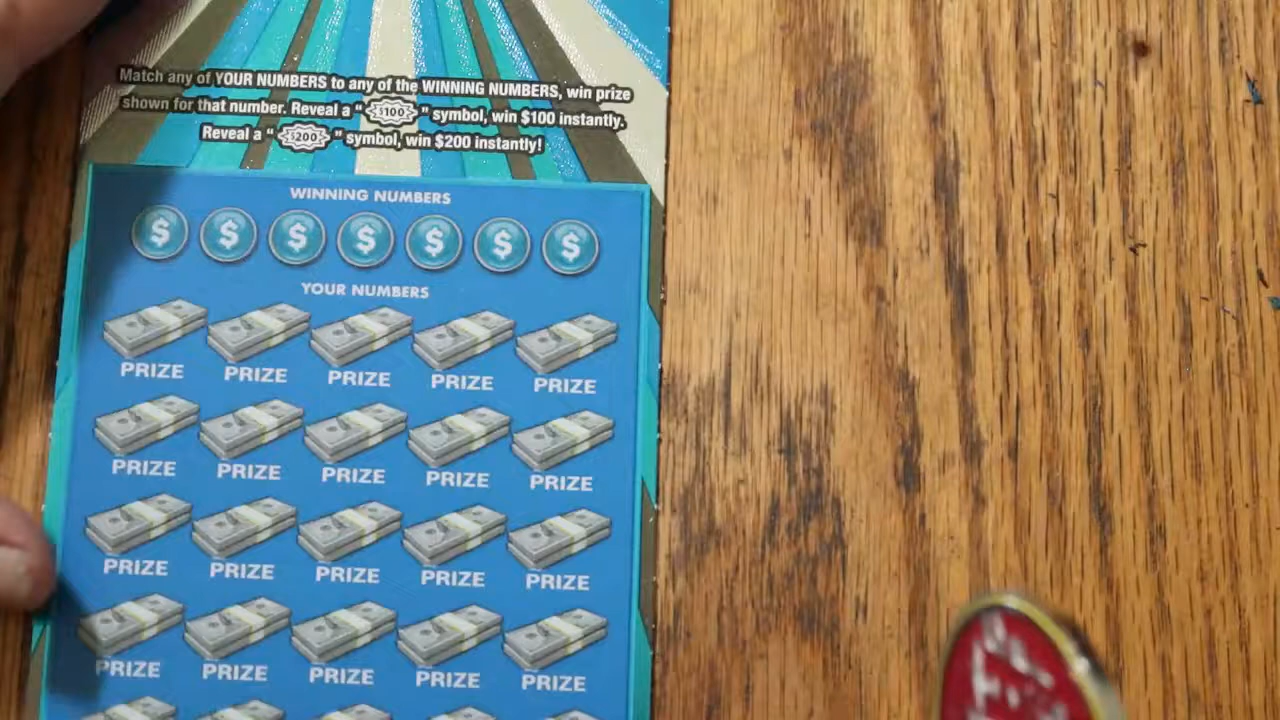 Match any of YOUR NUMBERS to any of the WINNING NUMBERS, win prize
shown for that number. Reveal a " $100 " symbol, win $100 instantly.
Reveal a " $200 " symbol, win $200 instantly!
WINNING NUMBERS
$ $ $ $ $ $ $
YOUR NUMBERS
PRIZE PRIZE PRIZE PRIZE PRIZE
PRIZE PRIZE PRIZE PRIZE PRIZE
PRIZE PRIZE PRIZE PRIZE PRIZE
PRIZE PRIZE PRIZE PRIZE PRIZE